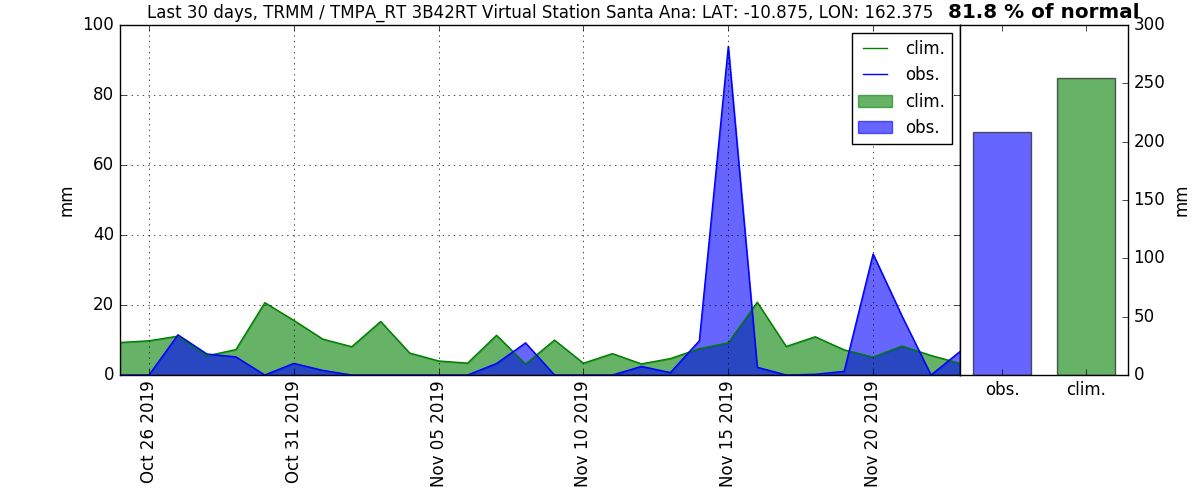 Last 30 days, TRMM / TMPA_RT 3B42RT Virtual Station Santa Ana: LAT: -10.875, LON: 162.375 81.8 % of normal
100
80
60
40
20
0
mm
clim.
obs.
clim.
obs.
Oct 26 2019
Oct 31 2019
Nov 05 2019
Nov 10 2019
Nov 15 2019
Nov 20 2019
300
250
200
150
100
50
0
mm
obs. clim.